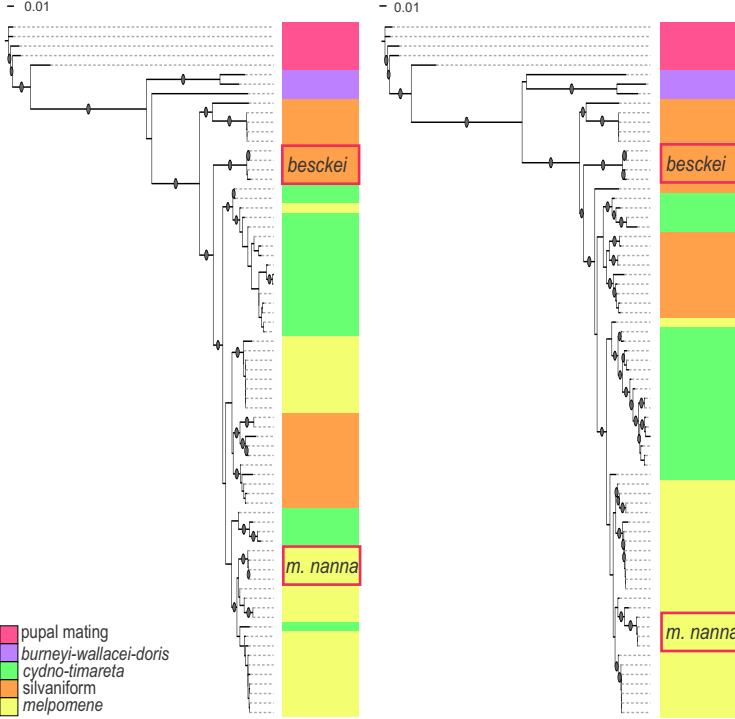 0.01
0.01
besckei
besckei
m. nanna
m. nanna
pupal mating
burneyi-wallacei-doris
cydno-timareta
silvaniform
melpomene